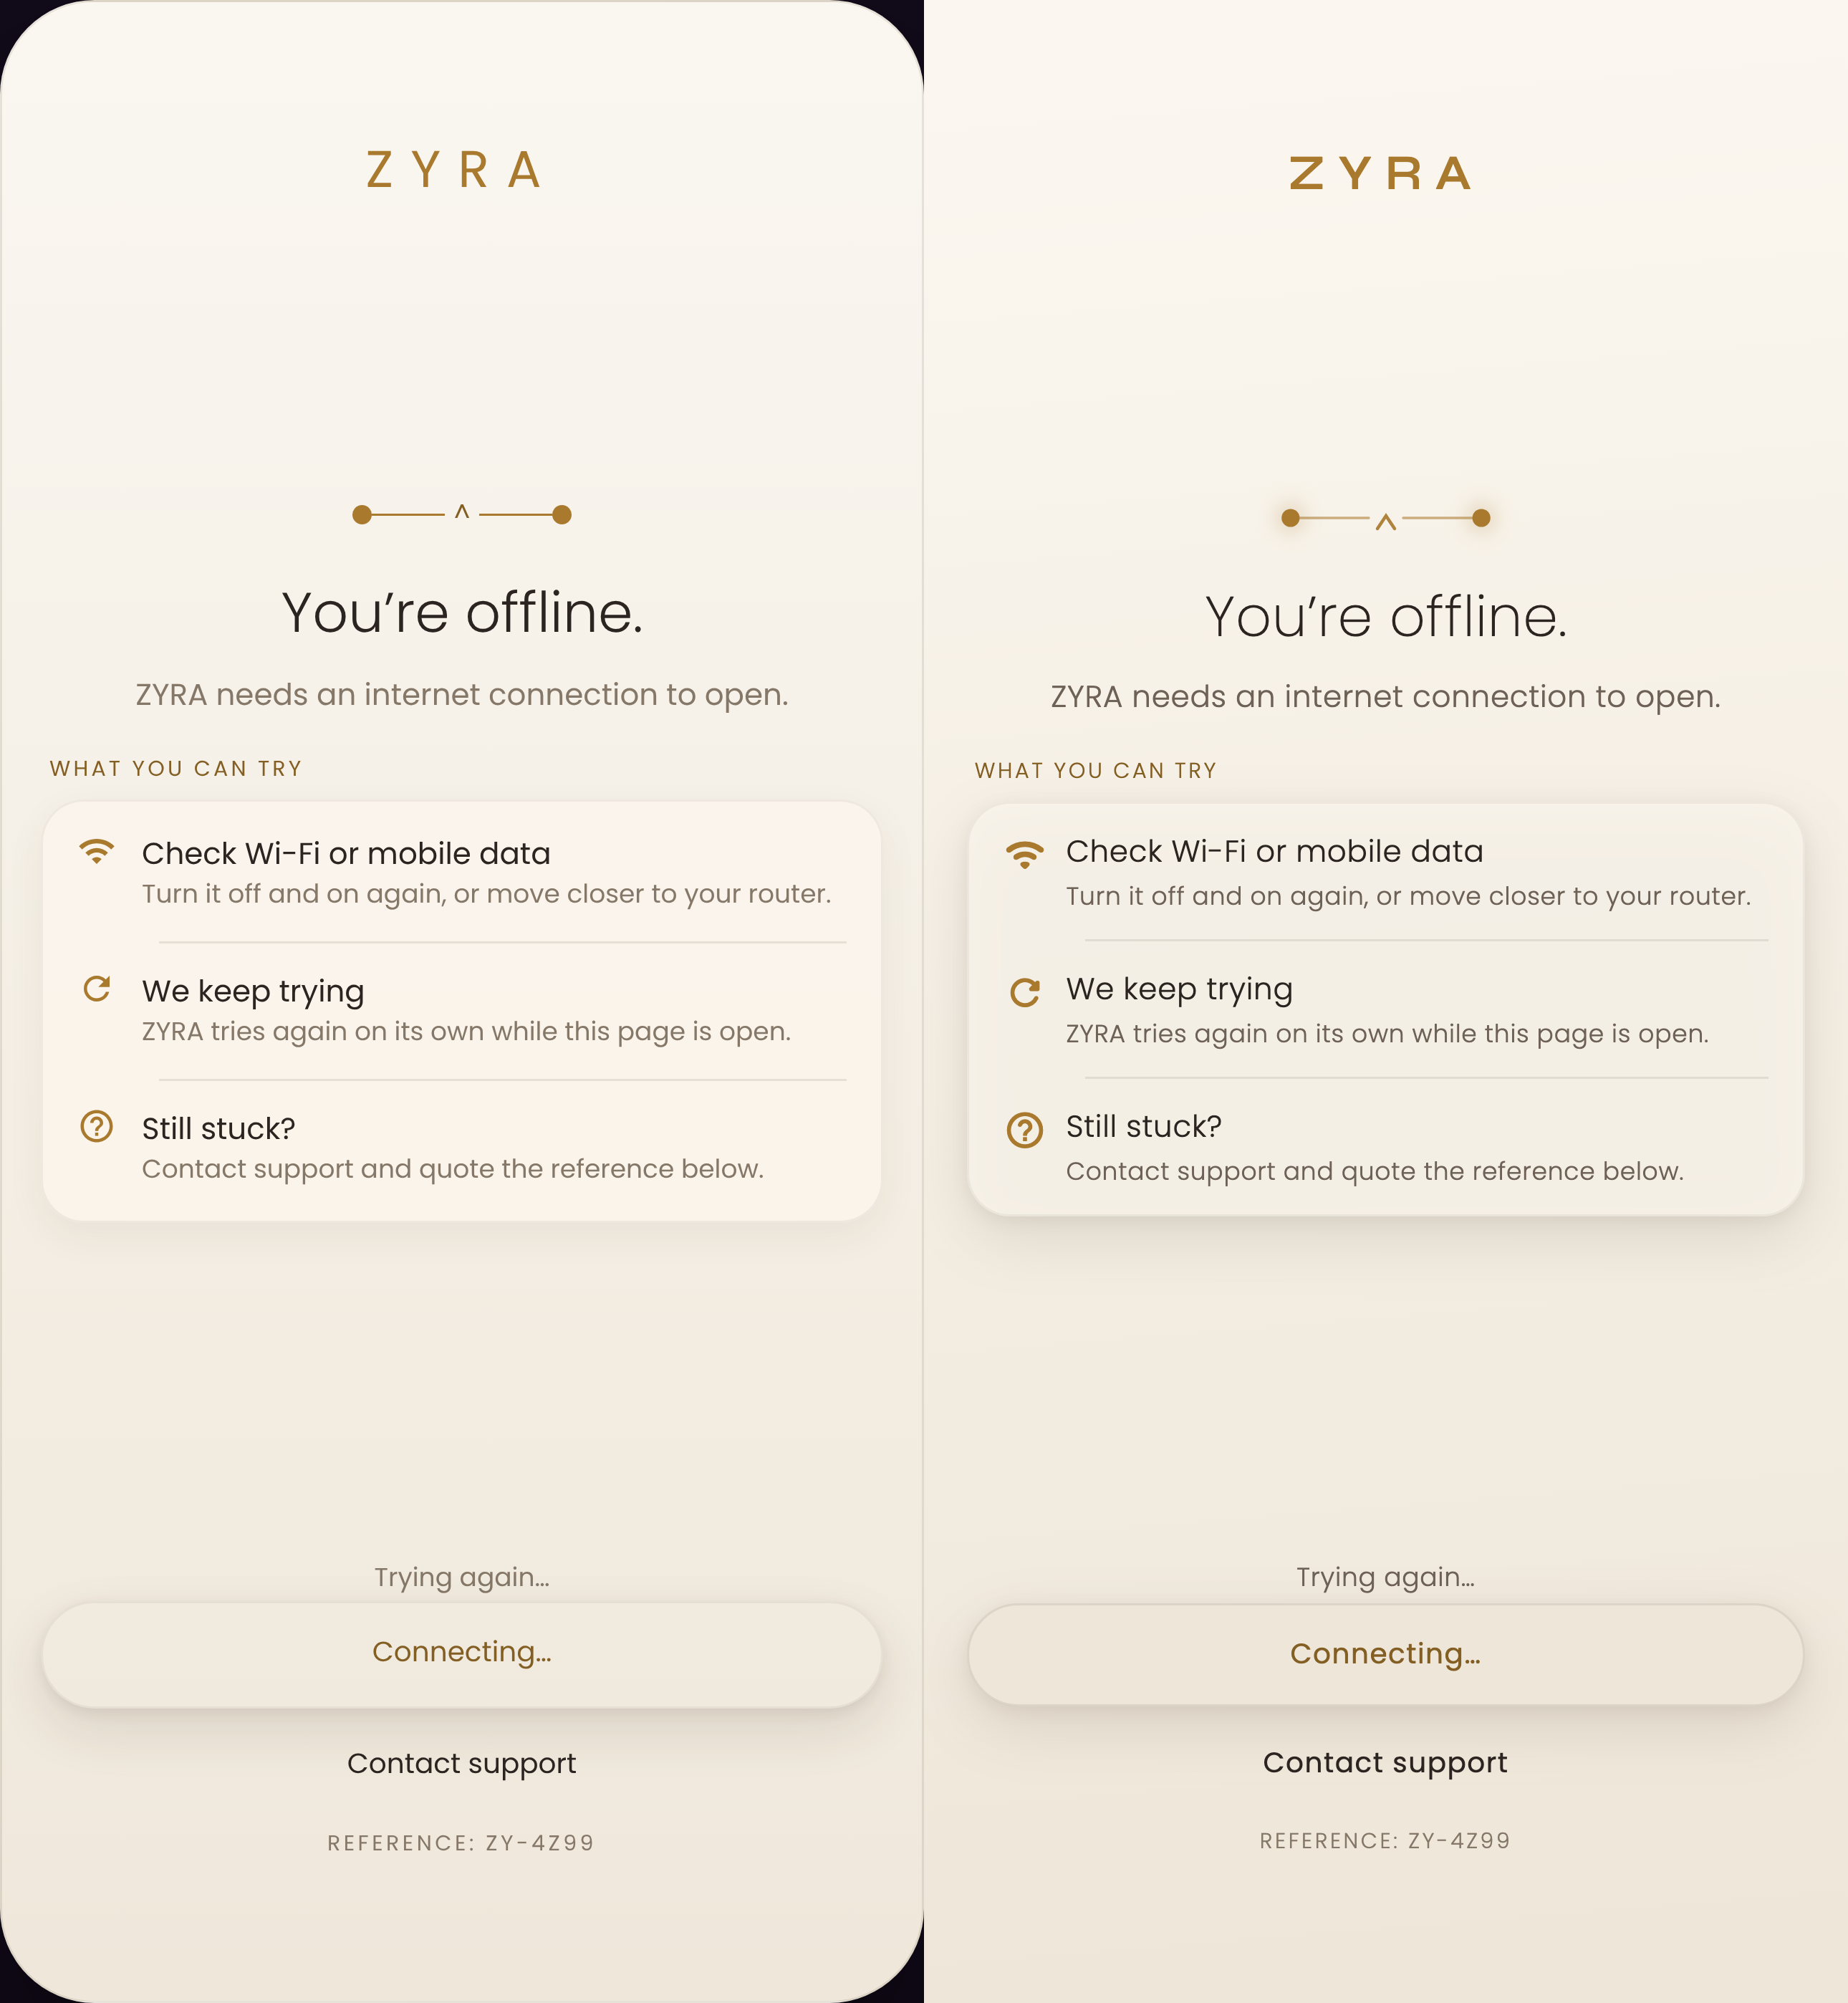 ZYRA
You’re offline.
ZYRA needs an internet connection to open.
WHAT YOU CAN TRY
Check Wi-Fi or mobile data
Turn it off and on again, or move closer to your router.
We keep trying
ZYRA tries again on its own while this page is open.
Still stuck?
Contact support and quote the reference below.
Trying again…
Connecting…
Contact support
REFERENCE: ZY-4Z99
ZYRA
You’re offline.
ZYRA needs an internet connection to open.
WHAT YOU CAN TRY
Check Wi-Fi or mobile data
Turn it off and on again, or move closer to your router.
We keep trying
ZYRA tries again on its own while this page is open.
Still stuck?
Contact support and quote the reference below.
Trying again…
Connecting…
Contact support
REFERENCE: ZY-4Z99